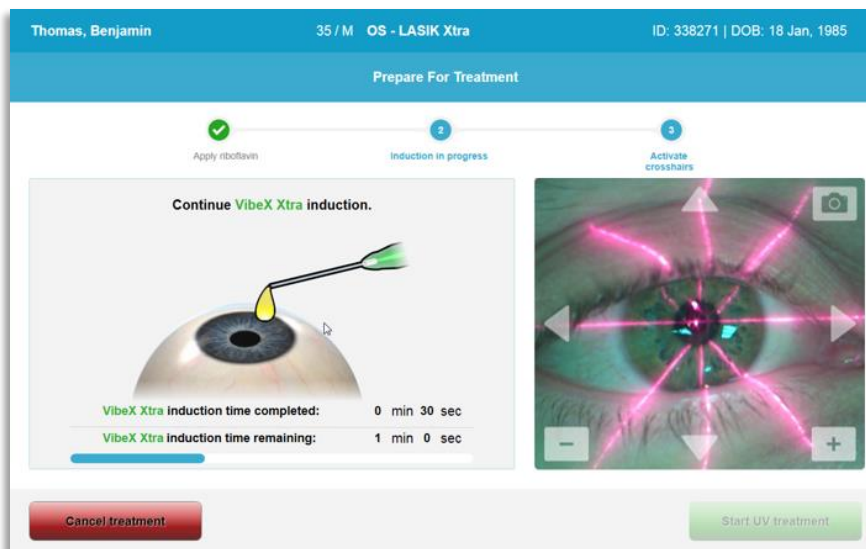 Thomas, Benjamin 35 / M OS - LASIK Xtra ID: 338271 | DOB: 18 Jan, 1985
Prepare For Treatment
2 3
Apply riboflavin Induction in progress Activate crosshairs
Continue VibeX Xtra induction.
VibeX Xtra induction time completed: 0 min 30 sec
VibeX Xtra induction time remaining: 1 min 0 sec
− +
Cancel treatment Start UV treatment